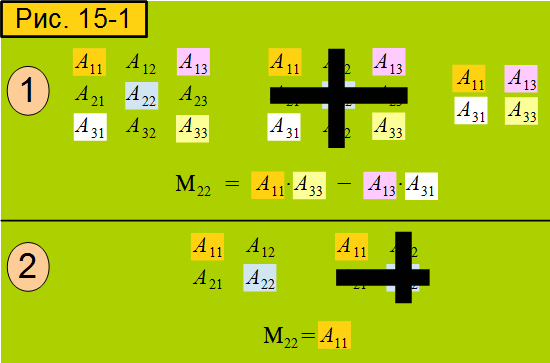 Рис. 15-1
1
A11 A12 A13 A11 A13
A21 A22 A23
A31 A32 A33 A31 A33
A11 A13
A31 A33
M22 = A11·A33 − A13·A31
2
A11 A12 A11
A21 A22
M22=A11